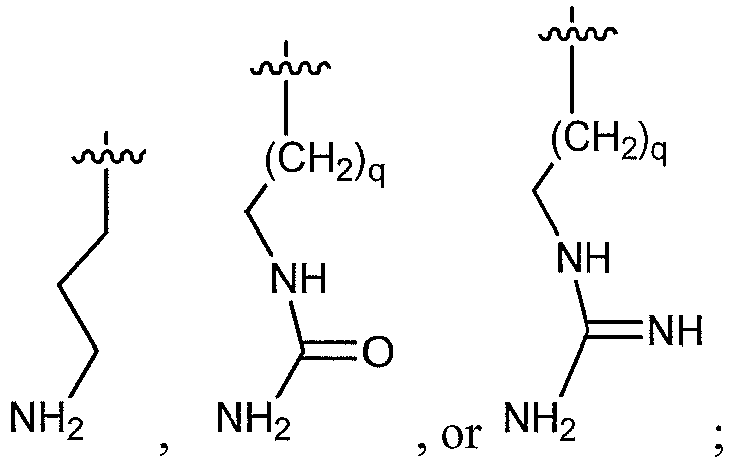 (CH2)q
(CH2)q
NH
NH
O
NH
NH2 , NH2 , or NH2 ;